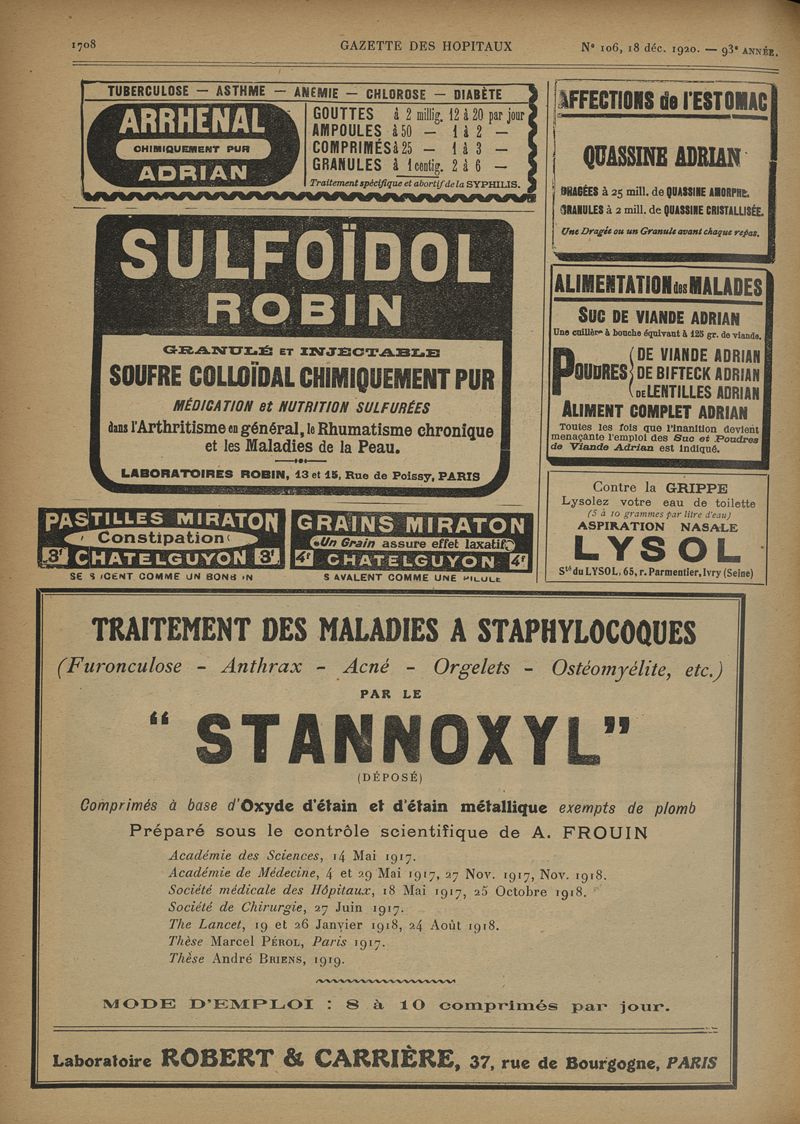 1708
GAZETTE DES HOPITAUX
N° 106, 18 déc. 1920. — 93e ANNÉE.
TUBERCULOSE — ASTHME — ANEMIE — CHLOROSE — DIABÈTE
ARRHENAL
CHIMIQUEMENT PUR
ADRIAN
GOUTTES à 2 millig. 12 à 20 par jour
AMPOULES à 50 — 1 à 2 —
COMPRIMÉS à 25 — 1 à 3 —
GRANULES à 1 centig. 2 à 6 —
Traitement spécifique et abortif de la SYPHILIS.
AFFECTIONS de l'ESTOMAC
QUASSINE ADRIAN
DRAGÉES à 25 mill. de QUASSINE AMORPHE.
GRANULES à 2 mill. de QUASSINE CRISTALLISÉE.
Une Dragée ou un Granule avant chaque repas.
SULFOÏDOL
ROBIN
GRANULÉ ET INJECTABLE
SOUFRE COLLOÏDAL CHIMIQUEMENT PUR
MÉDICATION et NUTRITION SULFURÉES
dans l'Arthritisme en général, le Rhumatisme chronique
et les Maladies de la Peau.
LABORATOIRES ROBIN, 13 et 15, Rue de Poissy, PARIS
ALIMENTATION des MALADES
SUC DE VIANDE ADRIAN
Une cuillère à bouche équivaut à 125 gr. de viande.
POUDRES
DE VIANDE ADRIAN
DE BIFTECK ADRIAN
DE LENTILLES ADRIAN
ALIMENT COMPLET ADRIAN
Toutes les fois que l'inanition devient
menaçante l'emploi des Suc et Poudres
de Viande Adrian est indiqué.
Contre la GRIPPE
Lysolez votre eau de toilette
(5 à 10 grammes par litre d'eau)
ASPIRATION NASALE
LYSOL
Sté du LYSOL, 65, r. Parmentier, Ivry (Seine)
PASTILLES MIRATON
Constipation
3f CHATELGUYON 3f
SE SUCENT COMME UN BONBON
GRAINS MIRATON
Un Grain assure effet laxatif
4f CHATELGUYON 4f
S'AVALENT COMME UNE PILULE
TRAITEMENT DES MALADIES A STAPHYLOCOQUES
(Furonculose - Anthrax - Acné - Orgelets - Ostéomyélite, etc.)
PAR LE
“ STANNOXYL ”
(DÉPOSÉ)
Comprimés à base d'Oxyde d'étain et d'étain métallique exempts de plomb
Préparé sous le contrôle scientifique de A. FROUIN
Académie des Sciences, 14 Mai 1917.
Académie de Médecine, 4 et 29 Mai 1917, 27 Nov. 1917, Nov. 1918.
Société médicale des Hôpitaux, 18 Mai 1917, 25 Octobre 1918.
Société de Chirurgie, 27 Juin 1917.
The Lancet, 19 et 26 Janvier 1918, 24 Août 1918.
Thèse Marcel PÉROL, Paris 1917.
Thèse André BRIENS, 1919.
MODE D'EMPLOI : 8 à 10 comprimés par jour.
Laboratoire ROBERT & CARRIÈRE, 37, rue de Bourgogne, PARIS